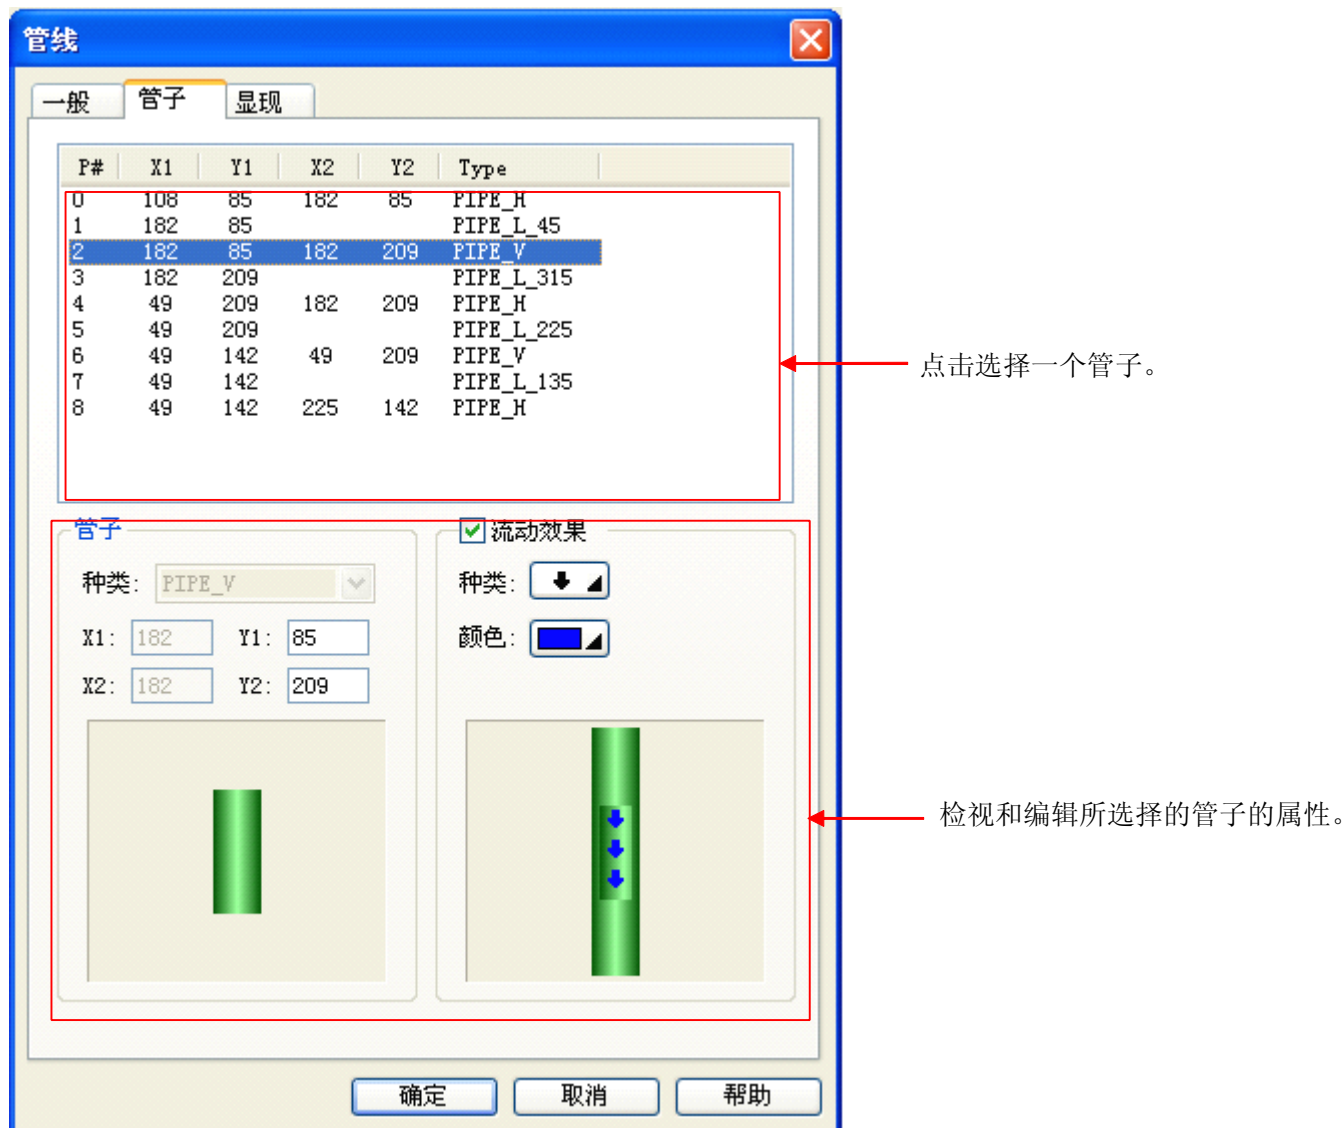 管线
一般 管子 显现
P# X1 Y1 X2 Y2 Type
0 108 85 182 85 PIPE_H
1 182 85 PIPE_L_45
2 182 85 182 209 PIPE_V
3 182 209 PIPE_L_315
4 49 209 182 209 PIPE_H
5 49 209 PIPE_L_225
6 49 142 49 209 PIPE_V
7 49 142 PIPE_L_135
8 49 142 225 142 PIPE_H
点击选择一个管子。
管子
种类: PIPE_V
X1: 182 Y1: 85
X2: 182 Y2: 209
流动效果
种类:
颜色:
检视和编辑所选择的管子的属性。
确定 取消 帮助